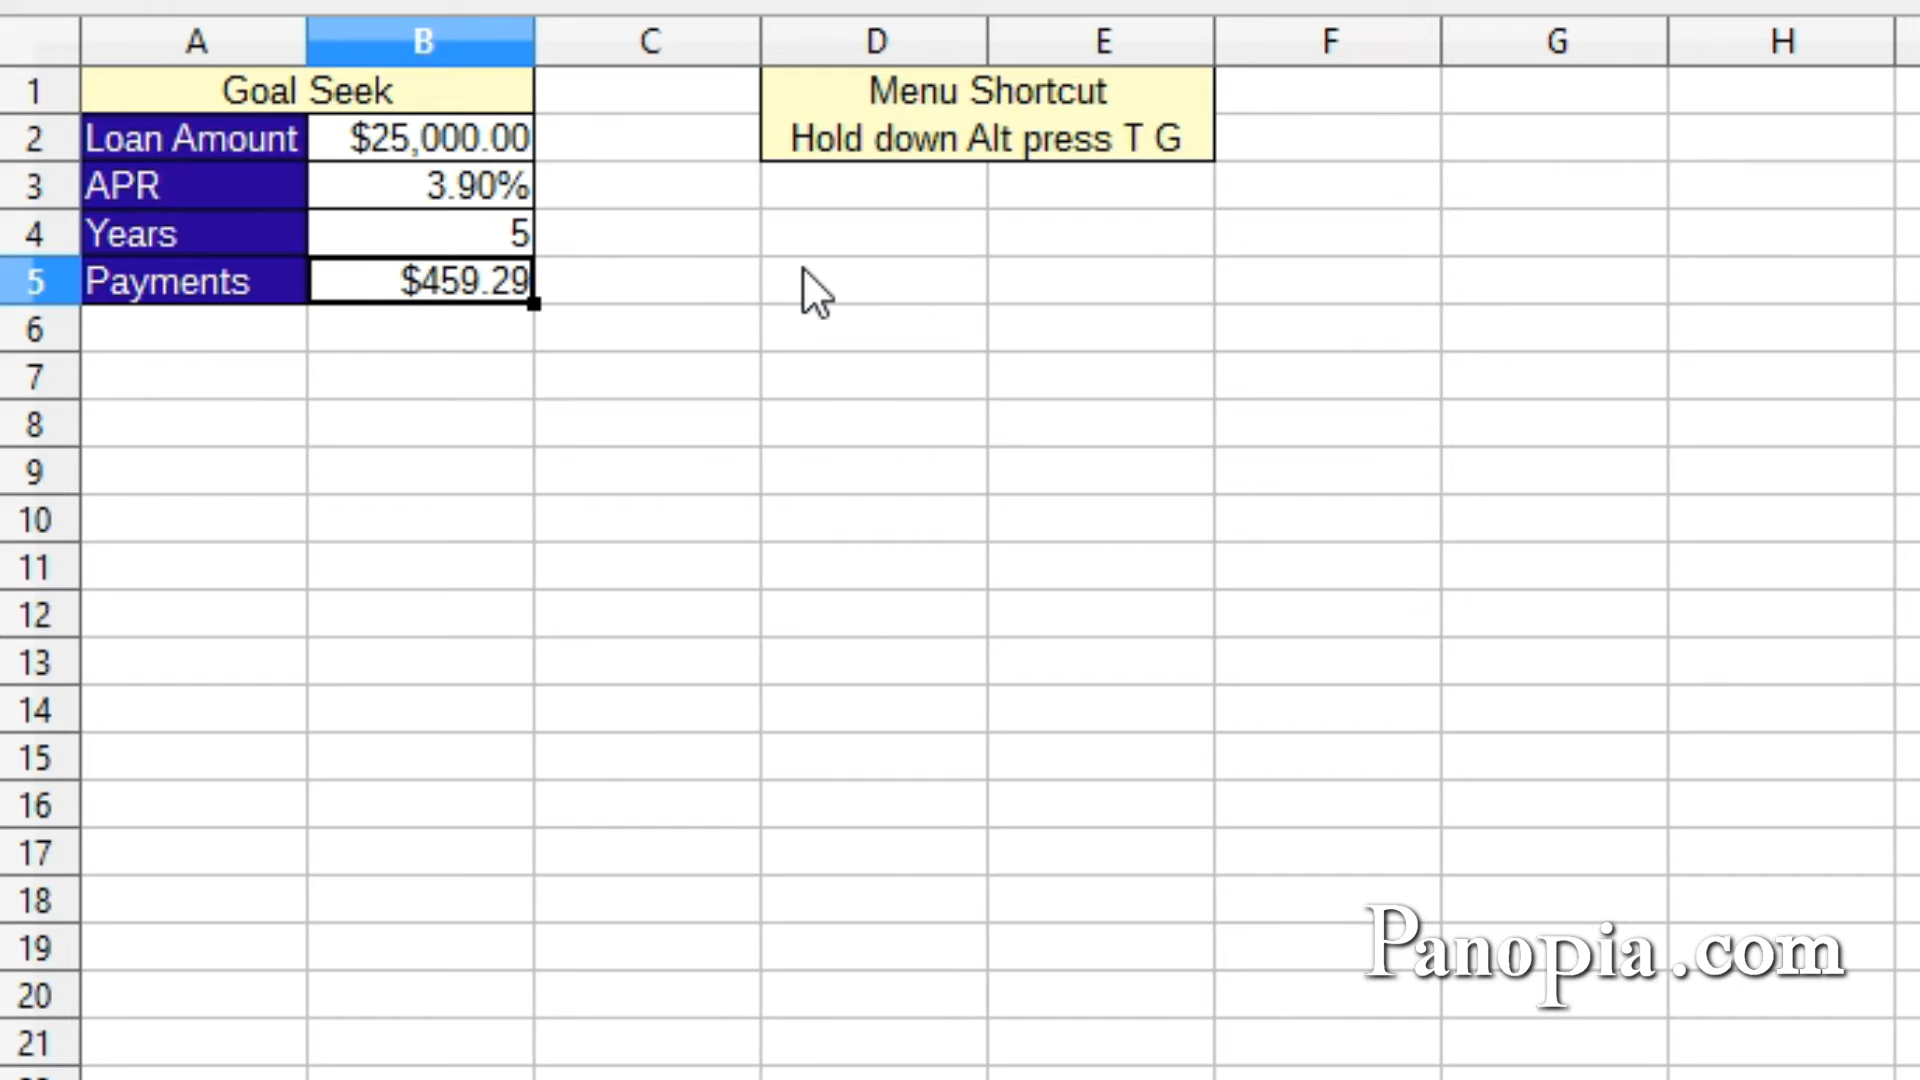 A B C D E F G H
1 Goal Seek Menu Shortcut
2 Loan Amount $25,000.00 Hold down Alt press T G
3 APR 3.90%
4 Years 5
5 Payments $459.29
6
7
8
9
10
11
12
13
14
15
16
17
18
19
20
21
Panopia.com